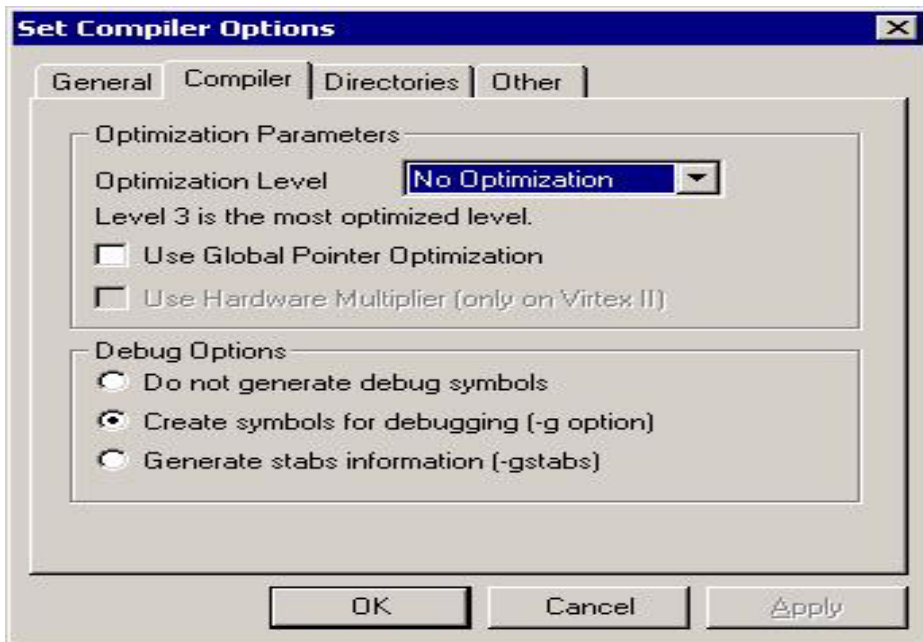 Set Compiler Options
General Compiler Directories Other
Optimization Parameters
Optimization Level No Optimization
Level 3 is the most optimized level.
Use Global Pointer Optimization
Use Hardware Multiplier (only on Virtex II)
Debug Options
Do not generate debug symbols
Create symbols for debugging (-g option)
Generate stabs information (-gstabs)
OK Cancel Apply